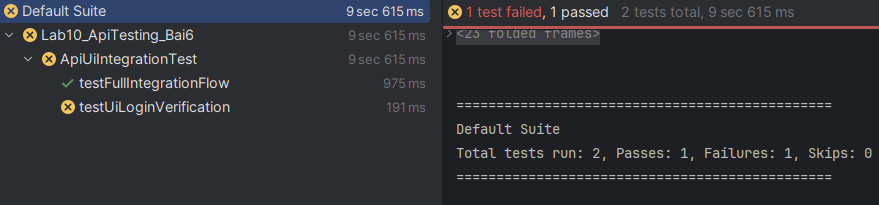 Default Suite 9 sec 615 ms
Lab10_ApiTesting_Bai6 9 sec 615 ms
ApiUiIntegrationTest 9 sec 615 ms
testFullIntegrationFlow 975 ms
testUiLoginVerification 191 ms
1 test failed, 1 passed 2 tests total, 9 sec 615 ms
<23 folded frames>
===============================================
Default Suite
Total tests run: 2, Passes: 1, Failures: 1, Skips: 0
===============================================